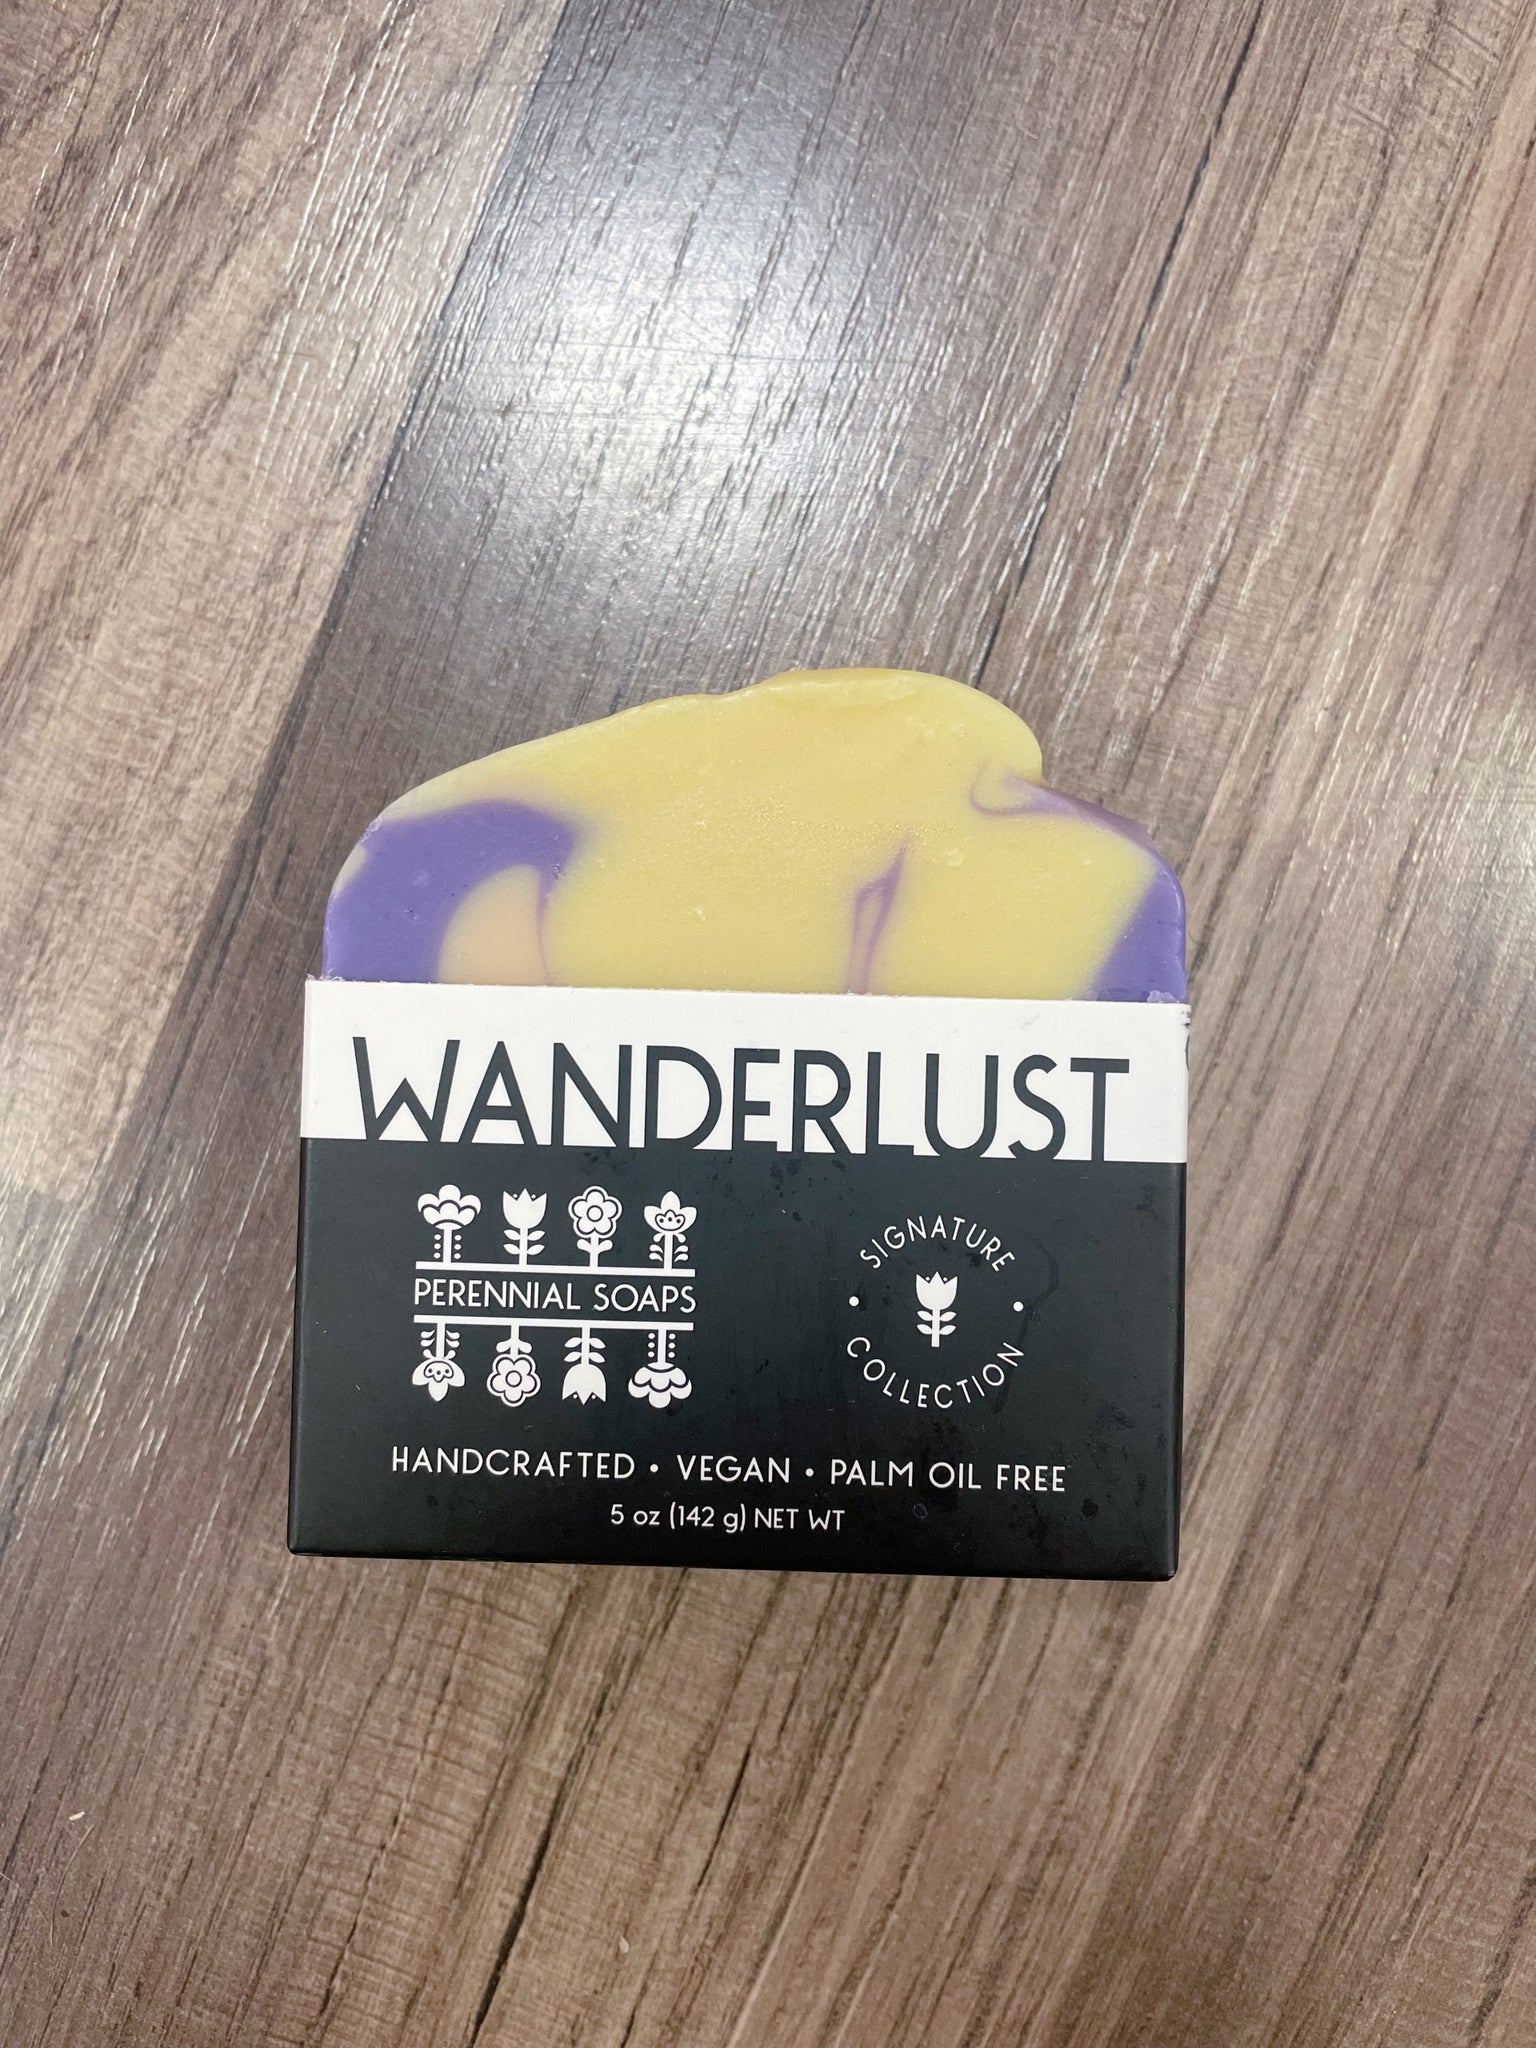 WANDERLUST
PERENNIAL SOAPS
SIGNATURE
COLLECTION
HANDCRAFTED • VEGAN • PALM OIL FREE
5 oz (142 g) NET WT